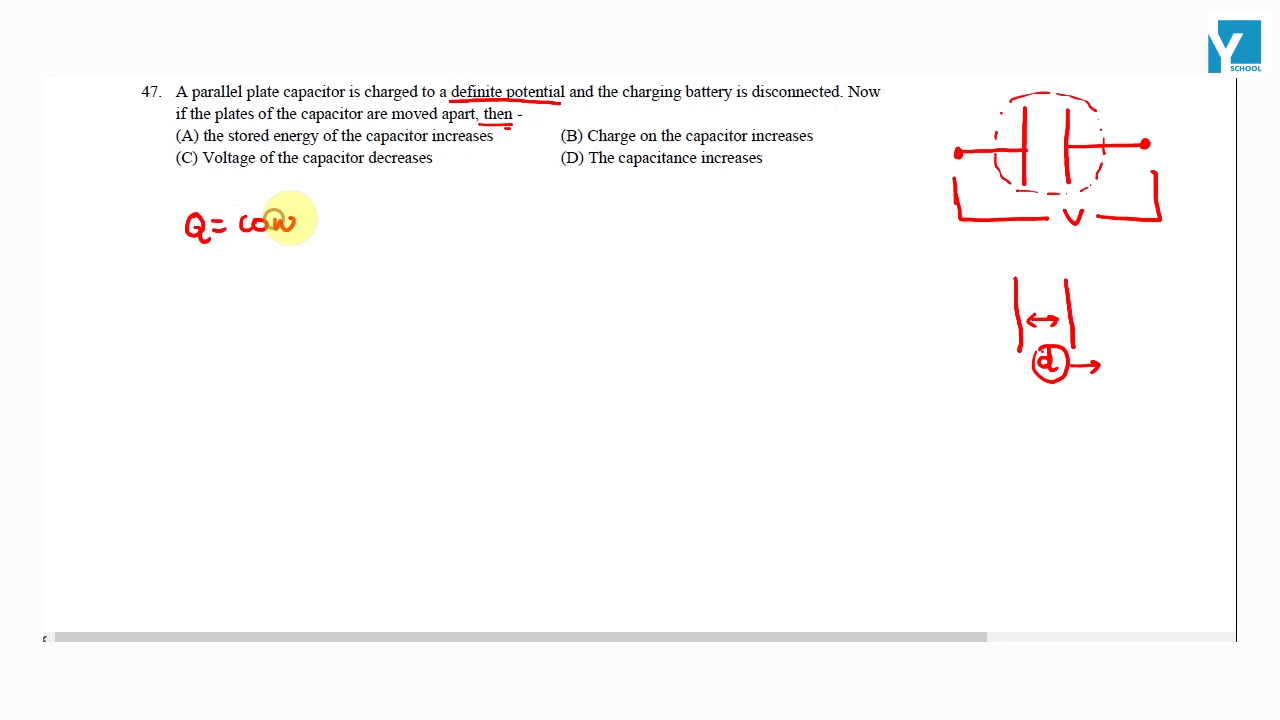 Y
SCHOOL
47. A parallel plate capacitor is charged to a definite potential and the charging battery is disconnected. Now
if the plates of the capacitor are moved apart, then -
(A) the stored energy of the capacitor increases (B) Charge on the capacitor increases
(C) Voltage of the capacitor decreases (D) The capacitance increases
Q = con
V
d